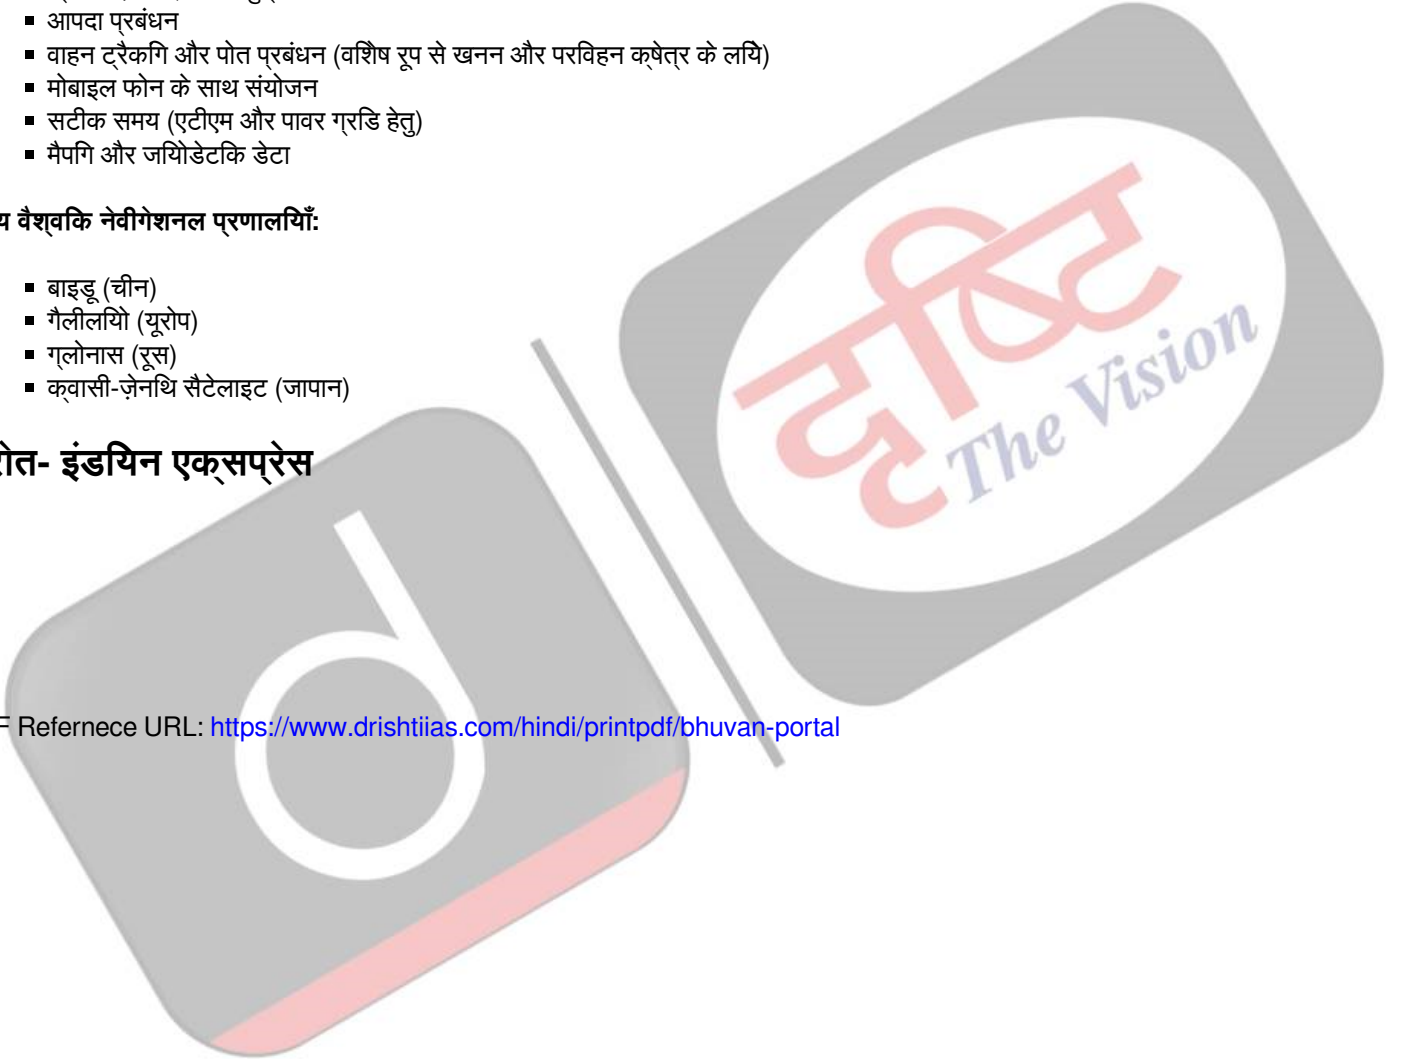 आपदा प्रबंधन
वाहन ट्रैकिंग और पोत प्रबंधन (विशेष रूप से खनन और परिवहन क्षेत्र के लिये)
मोबाइल फोन के साथ संयोजन
सटीक समय (एटीएम और पावर ग्रिड हेतु)
मैपिंग और जियोडेटिक डेटा
वैश्विक नेवीगेशनल प्रणालियाँ:
बाइडू (चीन)
गैलीलियो (यूरोप)
ग्लोनास (रूस)
क्वासी-ज़ेनिथ सैटेलाइट (जापान)
इंडियन एक्सप्रेस
Refernece URL: https://www.drishtiias.com/hindi/printpdf/bhuvan-portal
d
दृष्टि
The Vision